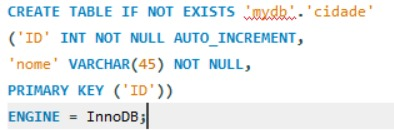 CREATE TABLE IF NOT EXISTS 'mydb'.'cidade'
('ID' INT NOT NULL AUTO_INCREMENT,
'nome' VARCHAR(45) NOT NULL,
PRIMARY KEY ('ID'))
ENGINE = InnoDB;